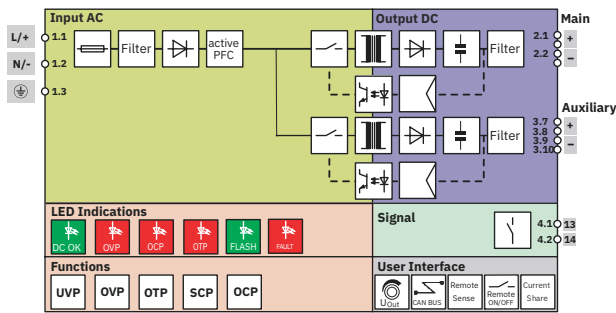 Input AC
Output DC
Main
L/+
1.1
Filter
active
PFC
Filter
2.1
+
N/-
1.2
2.2
−
1.3
Auxiliary
3.7
+
3.8
Filter
3.9
−
3.10
LED Indications
DC OK
OVP
OCP
OTP
FLASH
FAULT
Signal
4.1
13
4.2
14
Functions
UVP
OVP
OTP
SCP
OCP
User Interface
UOut
CAN BUS
Remote
Sense
Remote
ON/OFF
Current
Share